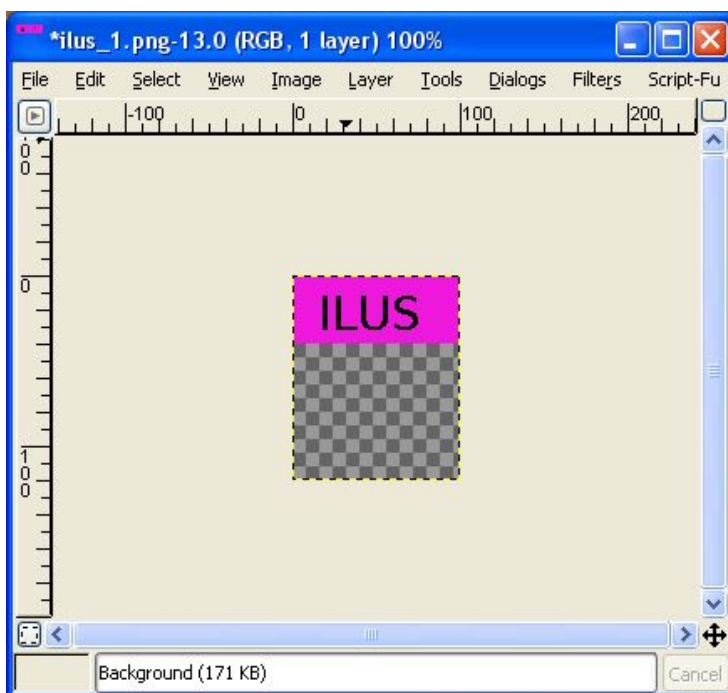 *ilus_1.png-13.0 (RGB, 1 layer) 100%
File Edit Select View Image Layer Tools Dialogs Filters Script-Fu
-100 0 100 200
0
0
0
100
ILUS
Background (171 KB) Cancel